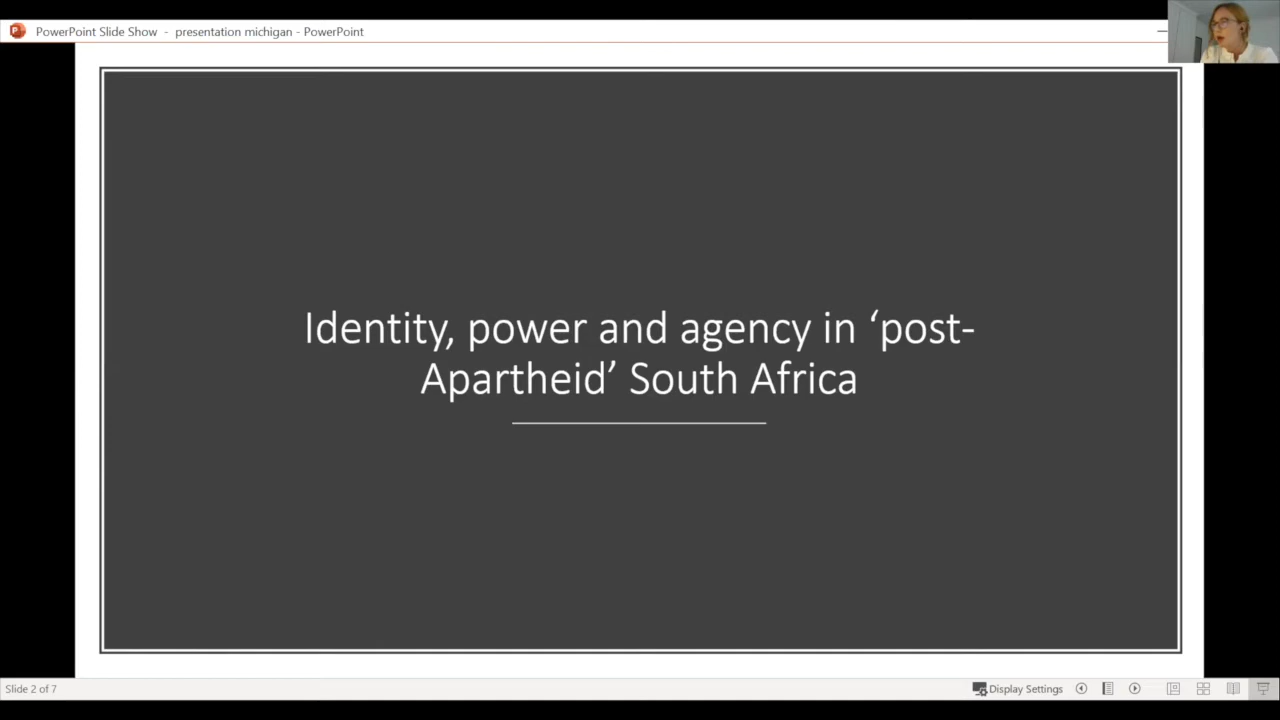 PowerPoint Slide Show - presentation michigan - PowerPoint
Identity, power and agency in ‘post-
Apartheid’ South Africa
Slide 2 of 7
Display Settings